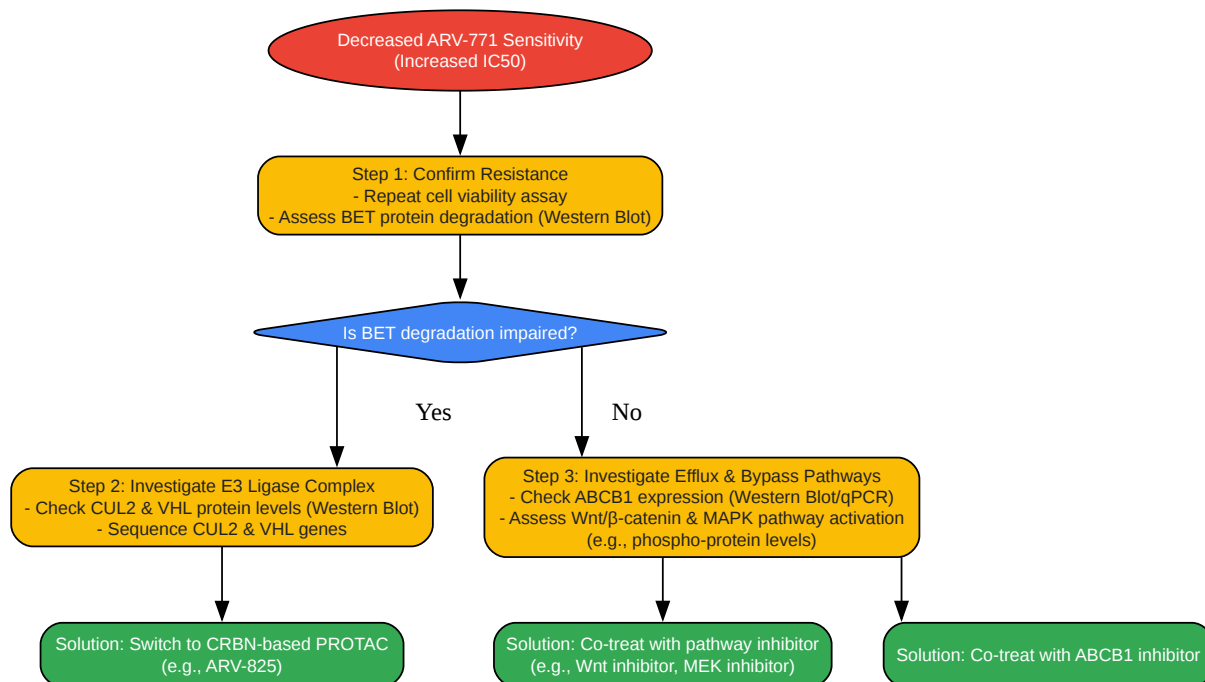 Decreased ARV-771 Sensitivity
(Increased IC50)
Step 1: Confirm Resistance
- Repeat cell viability assay
- Assess BET protein degradation (Western Blot)
Is BET degradation impaired?
Yes
No
Step 2: Investigate E3 Ligase Complex
- Check CUL2 & VHL protein levels (Western Blot)
- Sequence CUL2 & VHL genes
Step 3: Investigate Efflux & Bypass Pathways
- Check ABCB1 expression (Western Blot/qPCR)
- Assess Wnt/β-catenin & MAPK pathway activation
(e.g., phospho-protein levels)
Solution: Switch to CRBN-based PROTAC
(e.g., ARV-825)
Solution: Co-treat with pathway inhibitor
(e.g., Wnt inhibitor, MEK inhibitor)
Solution: Co-treat with ABCB1 inhibitor